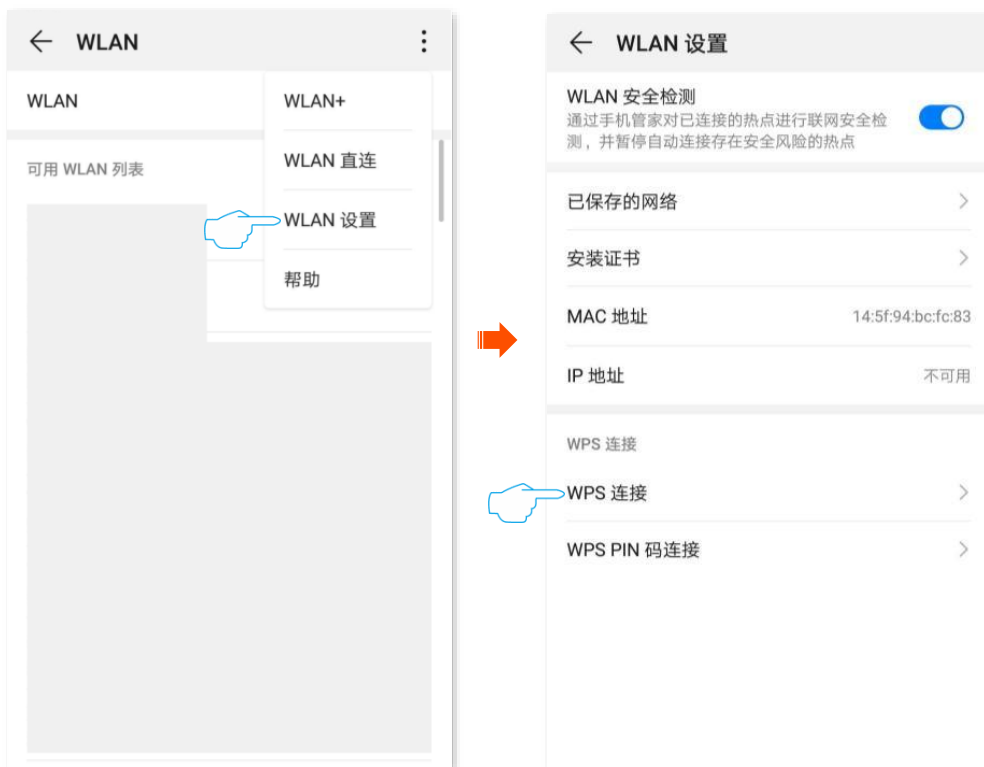 WLAN
WLAN
WLAN+
WLAN 直连
可用 WLAN 列表
WLAN 设置
帮助
WLAN 设置
WLAN 安全检测
通过手机管家对已连接的热点进行联网安全检
测，并暂停自动连接存在安全风险的热点
已保存的网络
安装证书
MAC 地址 14:5f:94:bc:fc:83
IP 地址 不可用
WPS 连接
WPS 连接
WPS PIN 码连接